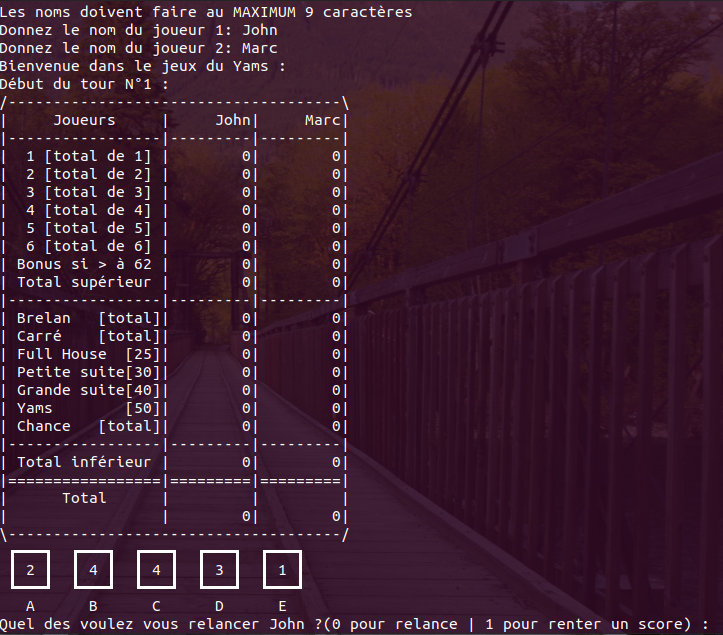 Les noms doivent faire au MAXIMUM 9 caractères
Donnez le nom du joueur 1: John
Donnez le nom du joueur 2: Marc
Bienvenue dans le jeux du Yams :
Début du tour N°1 :
/-------------------------------------\
|     Joueurs     |     John|     Marc|
|-----------------|---------|---------|
|  1 [total de 1] |        0|        0|
|  2 [total de 2] |        0|        0|
|  3 [total de 3] |        0|        0|
|  4 [total de 4] |        0|        0|
|  5 [total de 5] |        0|        0|
|  6 [total de 6] |        0|        0|
| Bonus si > à 62 |        0|        0|
| Total supérieur |        0|        0|
|-----------------|---------|---------|
| Brelan   [total]|        0|        0|
| Carré    [total]|        0|        0|
| Full House  [25]|        0|        0|
| Petite suite[30]|        0|        0|
| Grande suite[40]|        0|        0|
| Yams        [50]|        0|        0|
| Chance   [total]|        0|        0|
|-----------------|---------|---------|
| Total inférieur |        0|        0|
|=================|=========|=========|
|      Total      |         |         |
|                 |        0|        0|
\-------------------------------------/
2 4 4 3 1
A B C D E
Quel des voulez vous relancer John ?(0 pour relance | 1 pour renter un score) :